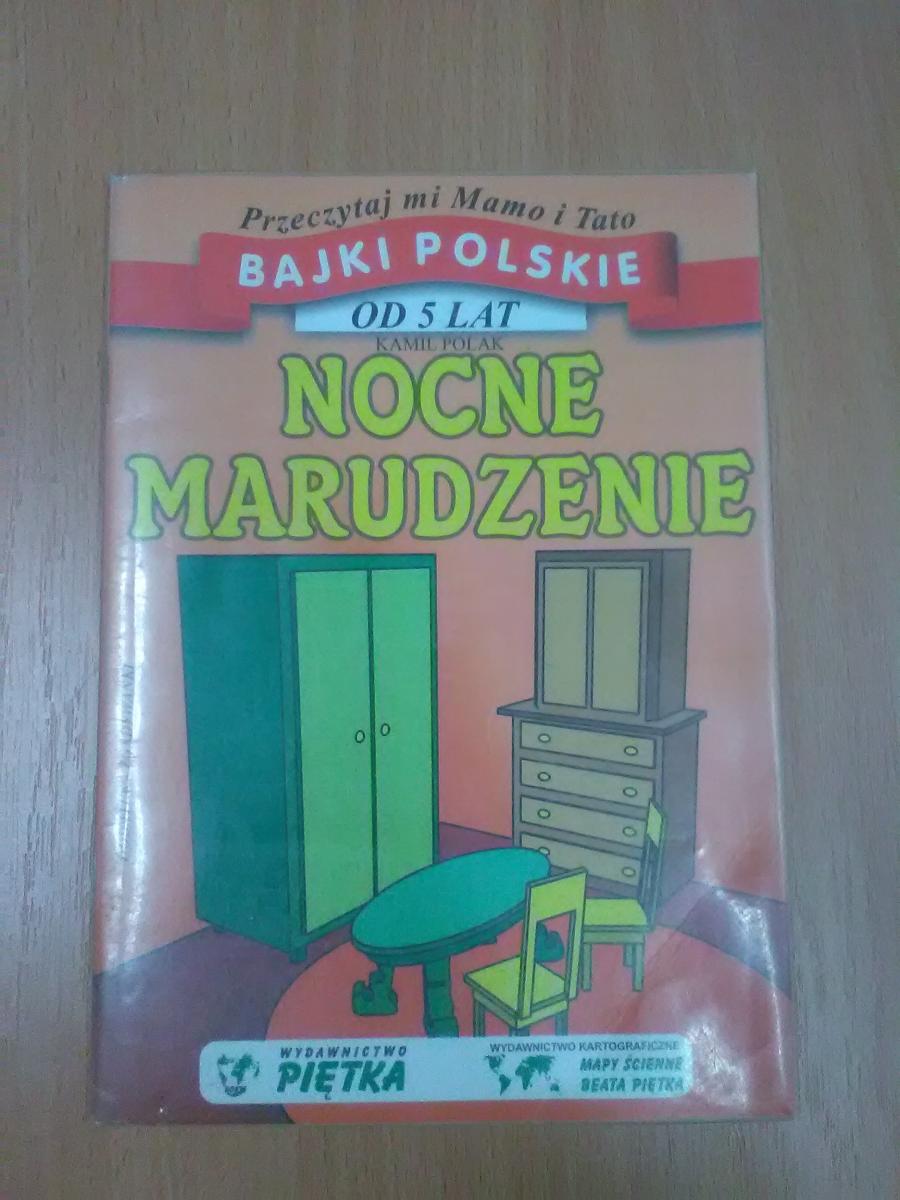 Przeczytaj mi Mamo i Tato
BAJKI POLSKIE
OD 5 LAT
KAMIL POLAK
NOCNE
MARUDZENIE
WYDAWNICTWO
PIĘTKA
WYDAWNICTWO KARTOGRAFICZNE
MAPY ŚCIENNE
BEATA PIĘTKA